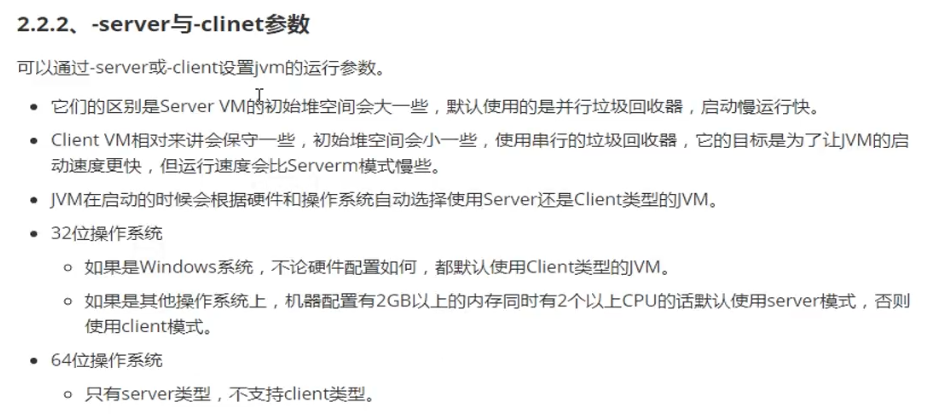 2.2.2、-server与-clinet参数
可以通过-server或-client设置jvm的运行参数。
它们的区别是Server VM的初始堆空间会大一些，默认使用的是并行垃圾回收器，启动慢运行快。
Client VM相对来讲会保守一些，初始堆空间会小一些，使用串行的垃圾回收器，它的目标是为了让JVM的启
动速度更快，但运行速度会比Serverm模式慢些。
JVM在启动的时候会根据硬件和操作系统自动选择使用Server还是Client类型的JVM。
32位操作系统
如果是Windows系统，不论硬件配置如何，都默认使用Client类型的JVM。
如果是其他操作系统上，机器配置有2GB以上的内存同时有2个以上CPU的话默认使用server模式，否则
使用client模式。
64位操作系统
只有server类型，不支持client类型。